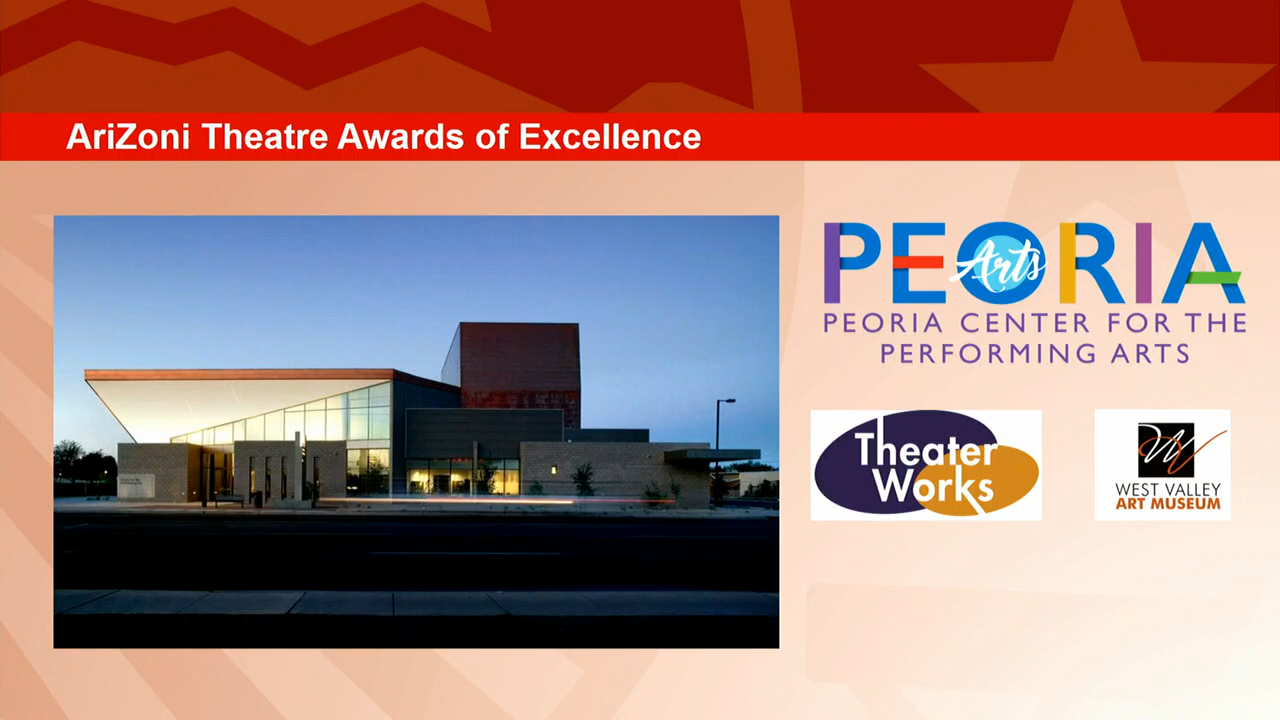 AriZoni Theatre Awards of Excellence
PEORIA
Arts
PEORIA CENTER FOR THE
PERFORMING ARTS
Theater
Works
WEST VALLEY
ART MUSEUM